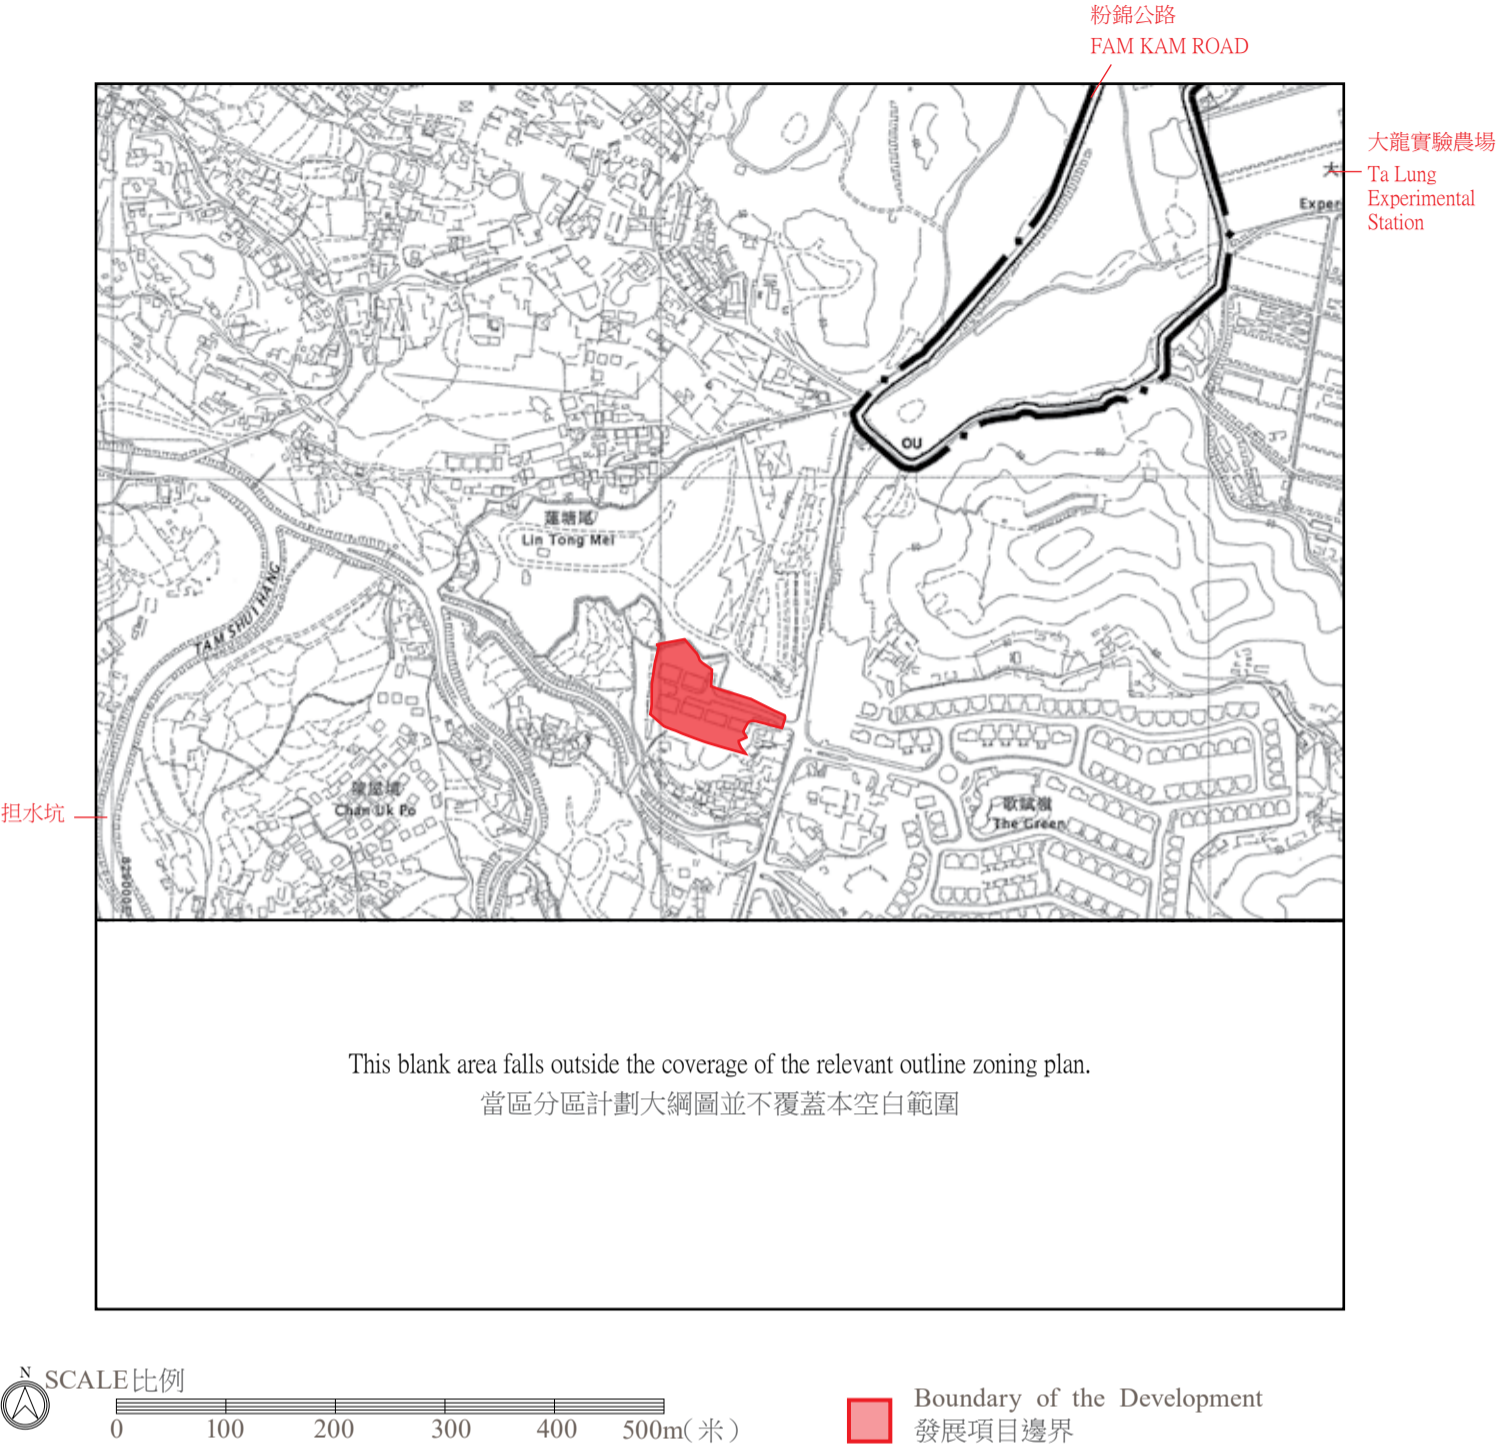 粉錦公路
FAM KAM ROAD
大龍實驗農場
Ta Lung
Experimental
Station
大
Exper
OU
蓮塘尾
Lin Tong Mei
TAM SHUI HANG
陳屋埔
Chan Uk Po
歌賦嶺
The Green
担水坑
829000E
This blank area falls outside the coverage of the relevant outline zoning plan.
當區分區計劃大綱圖並不覆蓋本空白範圍
N
SCALE比例
0 100 200 300 400 500m(米)
Boundary of the Development
發展項目邊界